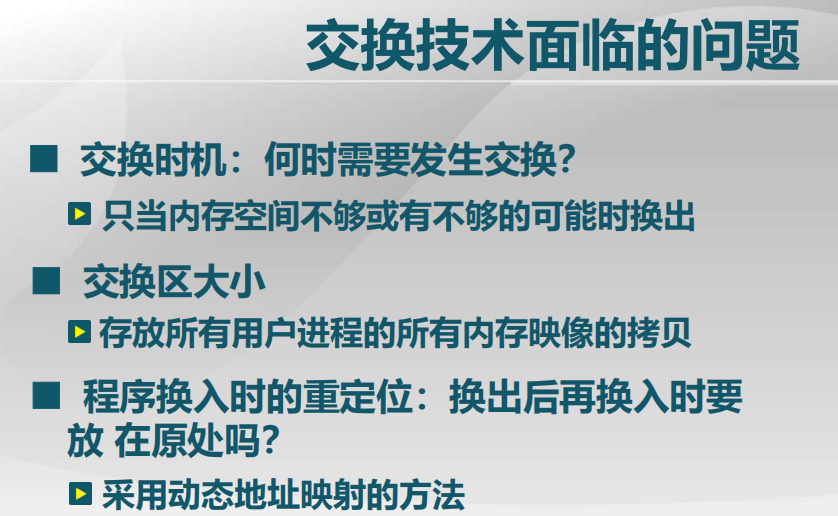 交换技术面临的问题
交换时机：何时需要发生交换?
只当内存空间不够或有不够的可能时换出
交换区大小
存放所有用户进程的所有内存映像的拷贝
程序换入时的重定位：换出后再换入时要
放 在原处吗?
采用动态地址映射的方法